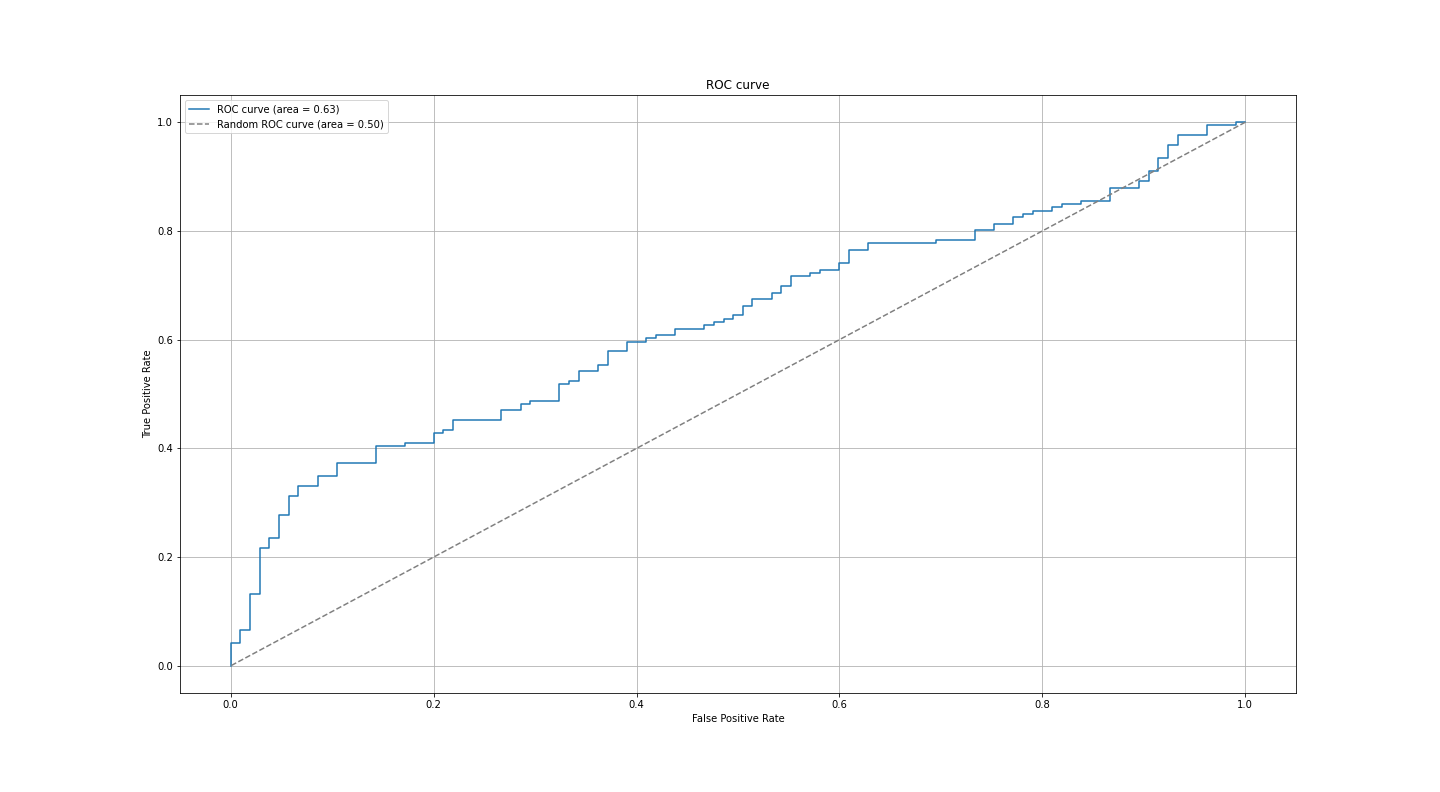 ROC curve
ROC curve (area = 0.63)
Random ROC curve (area = 0.50)
True Positive Rate
1.0
0.8
0.6
0.4
0.2
0.0
0.0 0.2 0.4 0.6 0.8 1.0
False Positive Rate